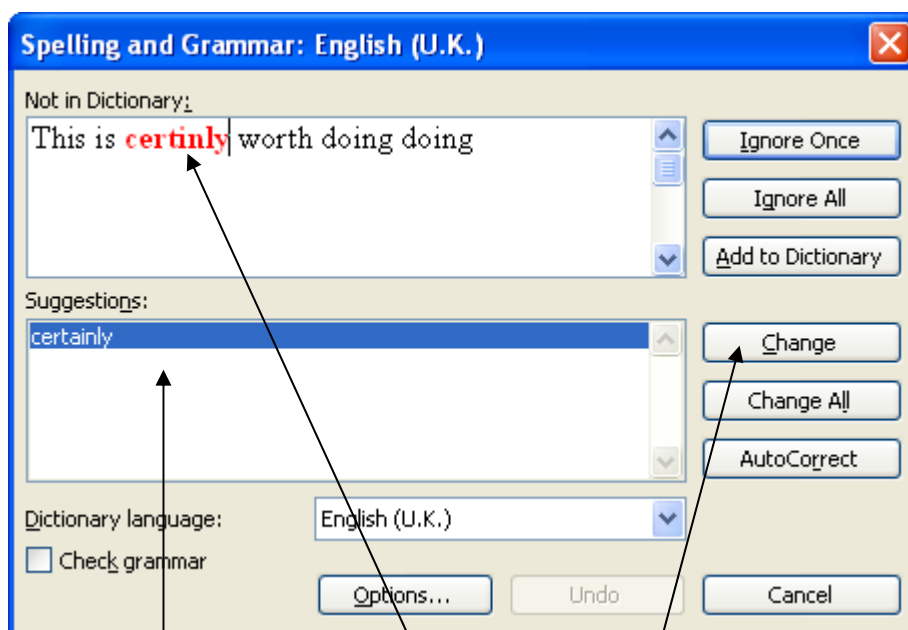 Spelling and Grammar: English (U.K.)
Not in Dictionary:
This is certinly worth doing doing
Ignore Once
Ignore All
Add to Dictionary
Suggestions:
certainly
Change
Change All
AutoCorrect
Dictionary language:
English (U.K.)
Check grammar
Options...
Undo
Cancel